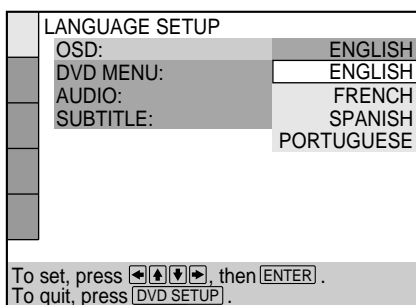 LANGUAGE SETUP
OSD: ENGLISH
DVD MENU: ENGLISH
AUDIO: FRENCH
SUBTITLE: SPANISH
PORTUGUESE
To set, press , then ENTER .
To quit, press DVD SETUP .